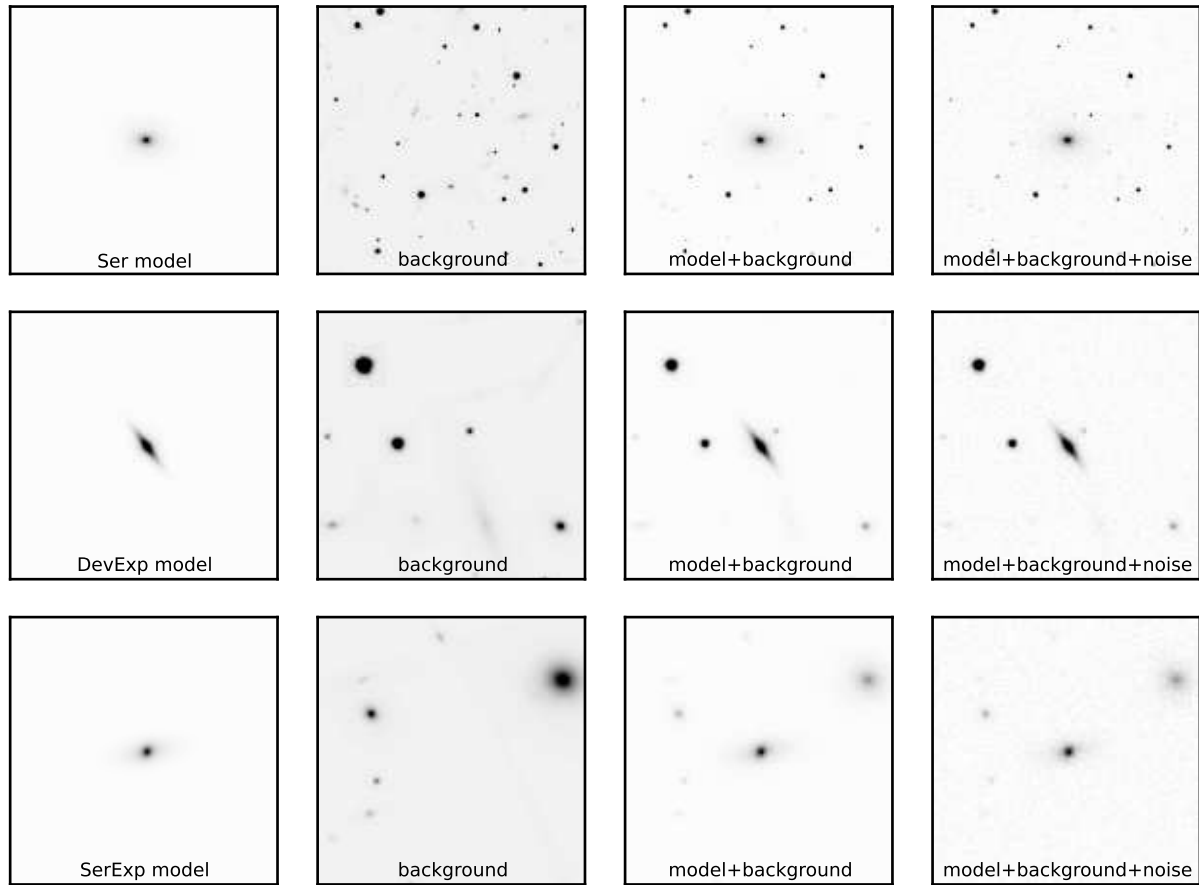 Ser model
background
model+background
model+background+noise
DevExp model
background
model+background
model+background+noise
SerExp model
background
model+background
model+background+noise